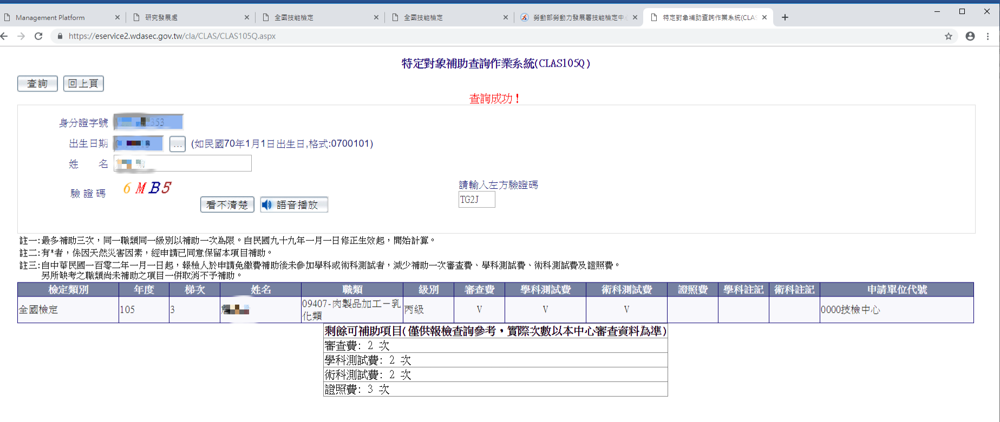 Management Platform
研究發展處
全國技能檢定
全國技能檢定
勞動部勞動力發展署技能檢定中
特定對象補助查詢作業系統(CLAS
https://eservice2.wdasec.gov.tw/cla/CLAS/CLAS105Q.aspx
特定對象補助查詢作業系統(CLAS105Q)
查詢 回上頁
查詢成功！
身分證字號 353
出生日期 ... (如民國70年1月1日出生日,格式:0700101)
姓 名
驗證碼 6MB5
請輸入左方驗證碼
看不清楚 語音播放
TG2J
註一:最多補助三次，同一職類同一級別以補助一次為限。自民國九十九年一月一日修正生效起，開始計算。
註二:有*者，係因天然災害因素，經申請已同意保留本項目補助。
註三:自中華民國一百零二年一月一日起，報檢人於申請免繳費補助後未參加學科或術科測試者，減少補助一次審查費、學科測試費、術科測試費及證照費。
另所缺考之職類尚未補助之項目一併取消不予補助。
檢定類別 年度 梯次 姓名 職類 級別 審查費 學科測試費 術科測試費 證照費 學科註記 術科註記 申請單位代號
全國檢定 105 3 09407-肉製品加工－乳 丙級 V V V 0000技檢中心
化類
剩餘可補助項目(僅供報檢查詢參考，實際次數以本中心審查資料為準)
審查費: 2 次
學科測試費: 2 次
術科測試費: 2 次
證照費: 3 次